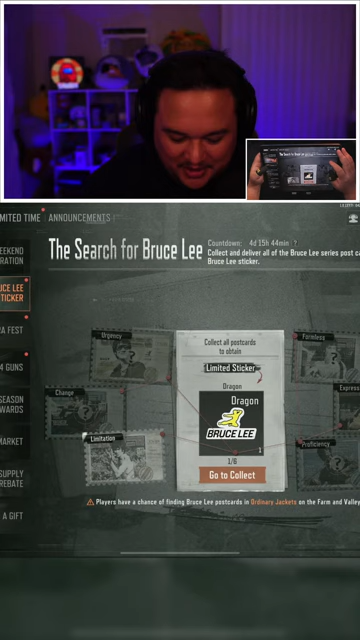 IMITED TIME
ANNOUNCEMENTS
EEKEND
RATION
UCE LEE
TICKER
PA FEST
4 GUNS
SEASON
WARDS
MARKET
SUPPLY
REBATE
A GIFT
The Search for Bruce Lee
Countdown: 4d 15h 44min ?
Collect and deliver all of the Bruce Lee series post ca
Bruce Lee sticker.
Urgency
Change
Limitation
Collect all postcards
to obtain
Limited Sticker
Dragon
Dragon
BRUCE LEE
1
1/6
Go to Collect
Formless
Express
Proficiency
Players have a chance of finding Bruce Lee postcards in Ordinary Jackets on the Farm and Valley